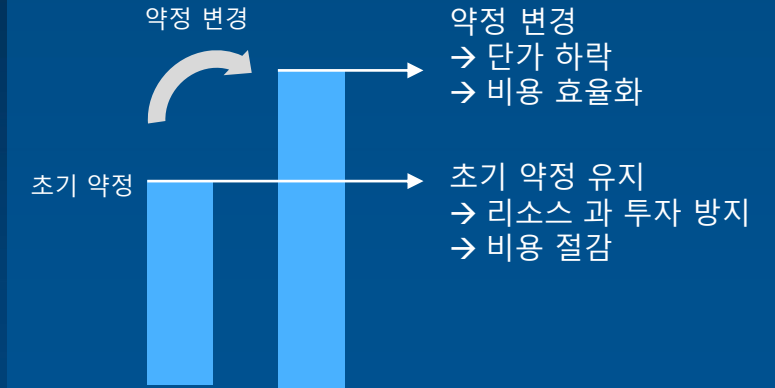 약정 변경
초기 약정
약정 변경
→ 단가 하락
→ 비용 효율화
초기 약정 유지
→ 리소스 과 투자 방지
→ 비용 절감